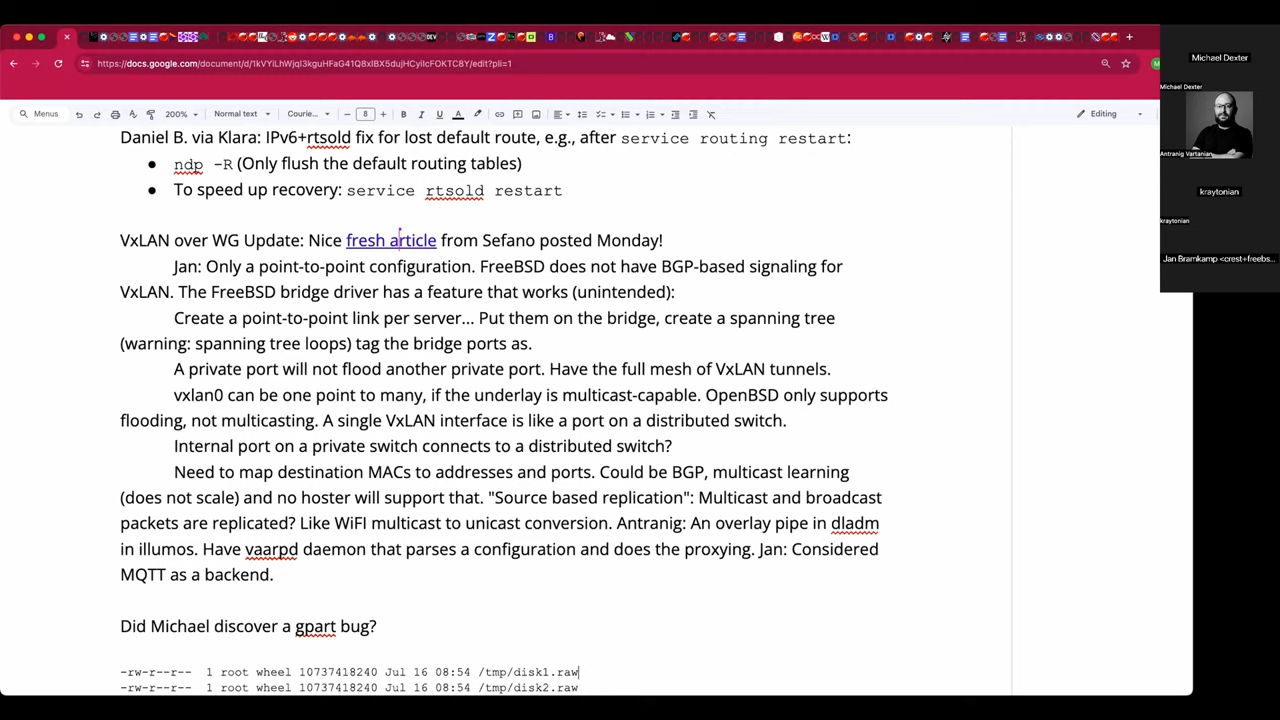 https://docs.google.com/document/d/1kVYiLhWjqI3kguHFaG41Q8xIBX5dujHCyiIcFOKTC8Y/edit?pli=1
Menus
200%
Normal text
Courie...
8
Editing
Daniel B. via Klara: IPv6+rtsold fix for lost default route, e.g., after service routing restart:
● ndp -R (Only flush the default routing tables)
● To speed up recovery: service rtsold restart
VxLAN over WG Update: Nice fresh article from Sefano posted Monday!
Jan: Only a point-to-point configuration. FreeBSD does not have BGP-based signaling for
VxLAN. The FreeBSD bridge driver has a feature that works (unintended):
Create a point-to-point link per server... Put them on the bridge, create a spanning tree
(warning: spanning tree loops) tag the bridge ports as.
A private port will not flood another private port. Have the full mesh of VxLAN tunnels.
vxlan0 can be one point to many, if the underlay is multicast-capable. OpenBSD only supports
flooding, not multicasting. A single VxLAN interface is like a port on a distributed switch.
Internal port on a private switch connects to a distributed switch?
Need to map destination MACs to addresses and ports. Could be BGP, multicast learning
(does not scale) and no hoster will support that. "Source based replication": Multicast and broadcast
packets are replicated? Like WiFI multicast to unicast conversion. Antranig: An overlay pipe in dladm
in illumos. Have vaarpd daemon that parses a configuration and does the proxying. Jan: Considered
MQTT as a backend.
Did Michael discover a gpart bug?
-rw-r--r-- 1 root wheel 10737418240 Jul 16 08:54 /tmp/disk1.raw
-rw-r--r-- 1 root wheel 10737418240 Jul 16 08:54 /tmp/disk2.raw
Michael Dexter
Michael Dexter
Antranig Vartanian
kraytonian
kraytonian
Jan Bramkamp <crest+freebs...